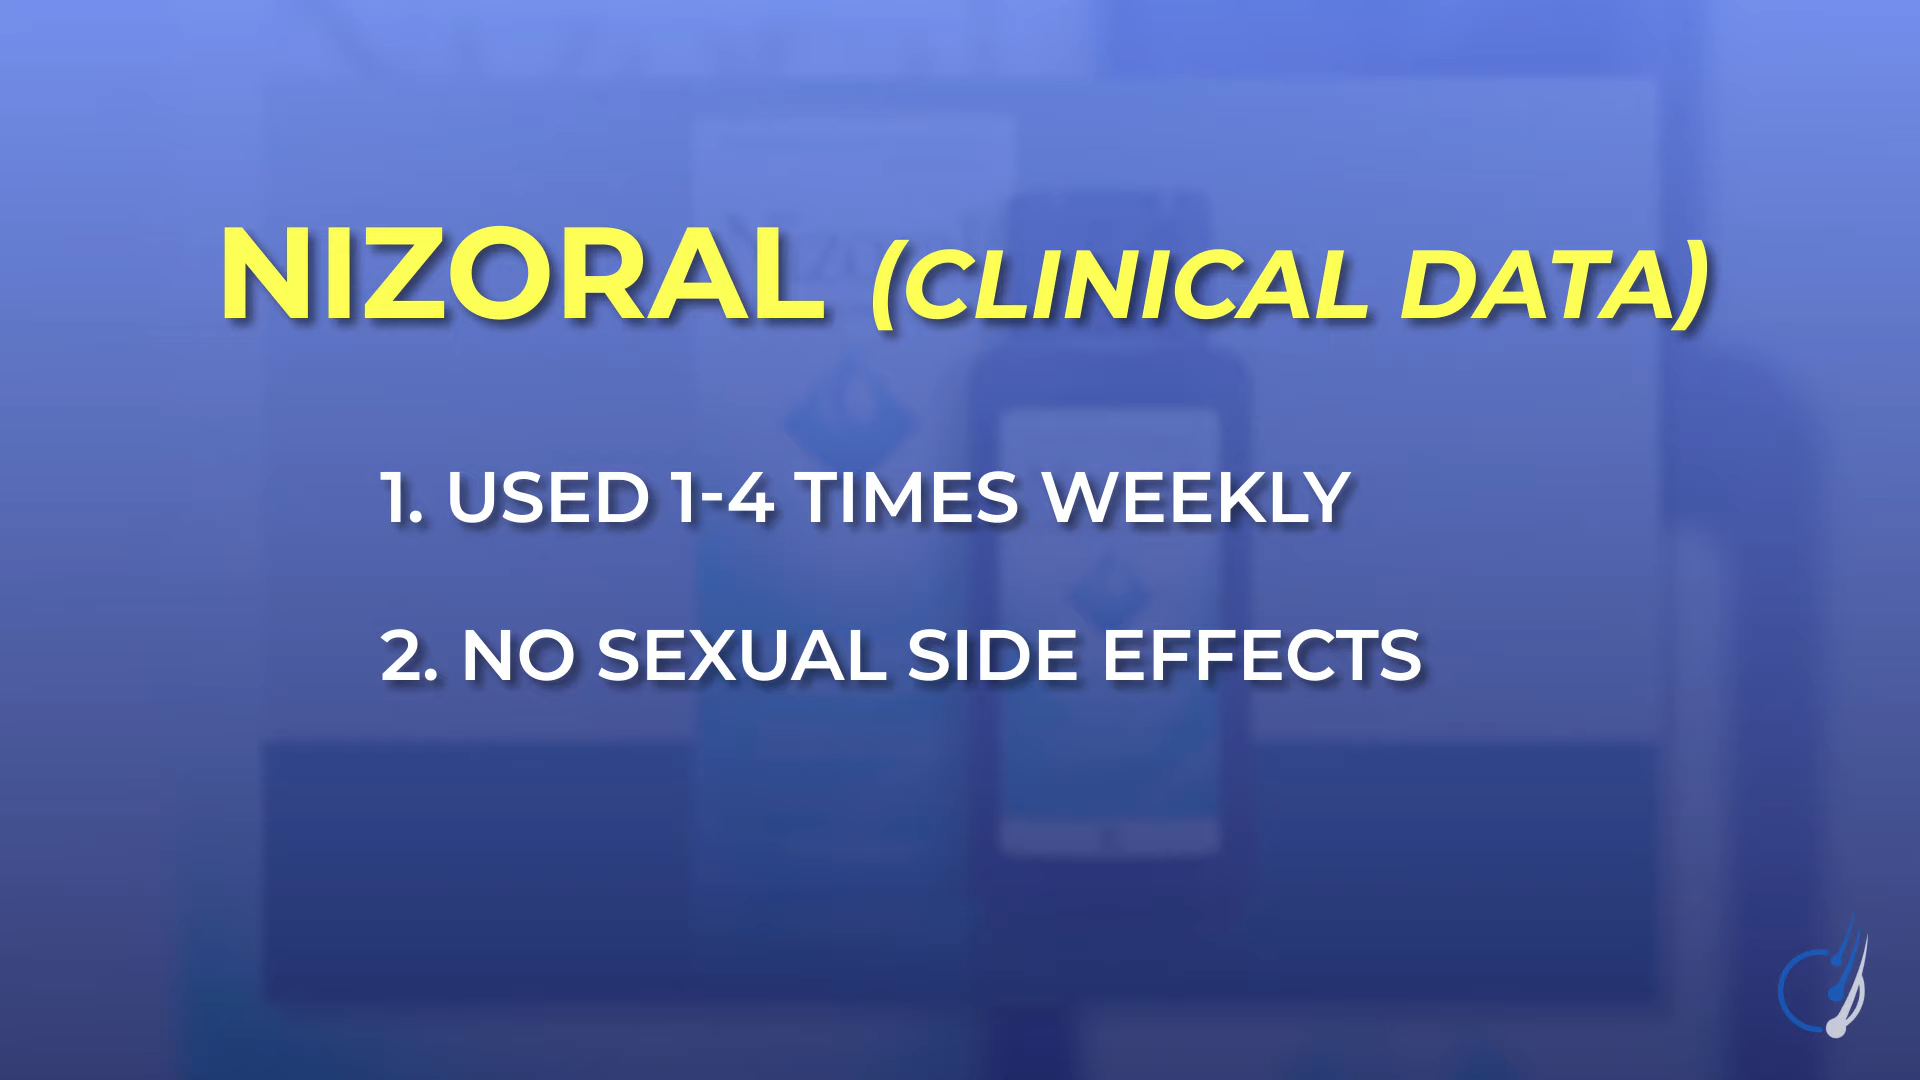 NIZORAL (CLINICAL DATA)
1. USED 1-4 TIMES WEEKLY
2. NO SEXUAL SIDE EFFECTS